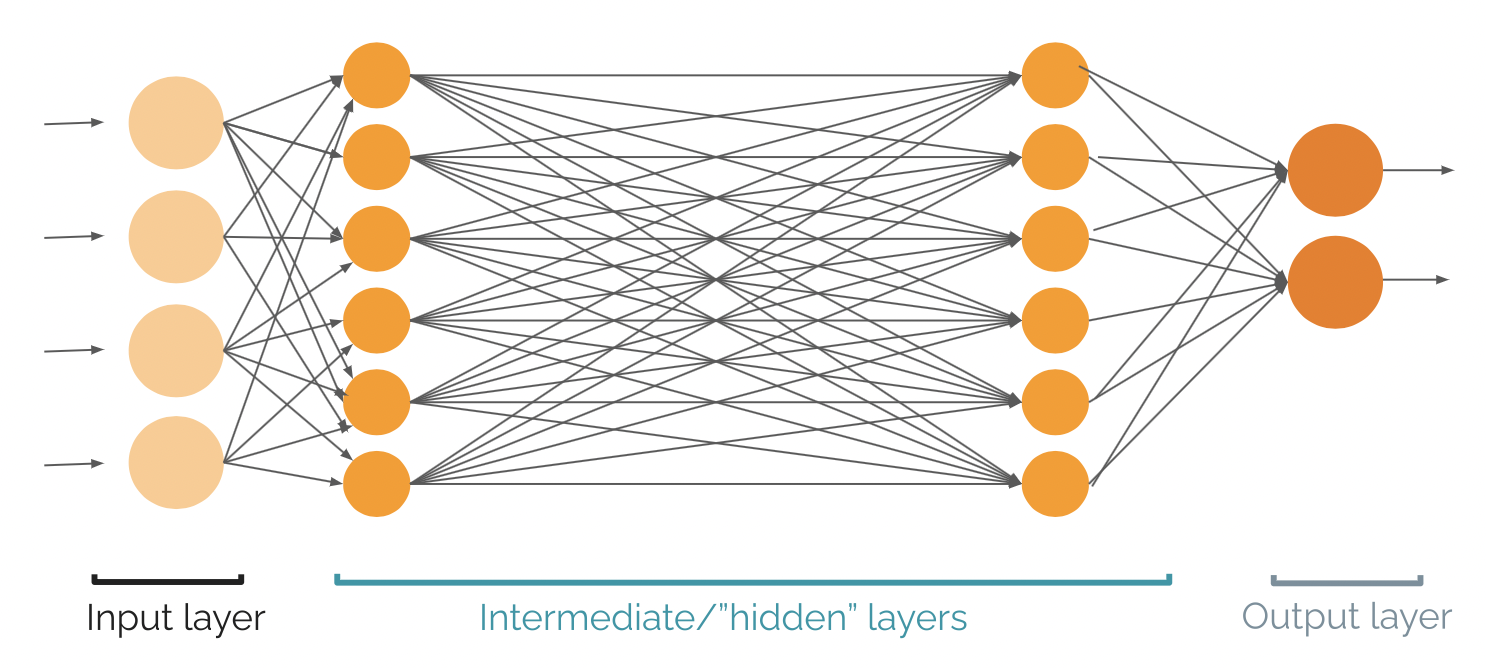 Input layer
Intermediate/”hidden” layers
Output layer